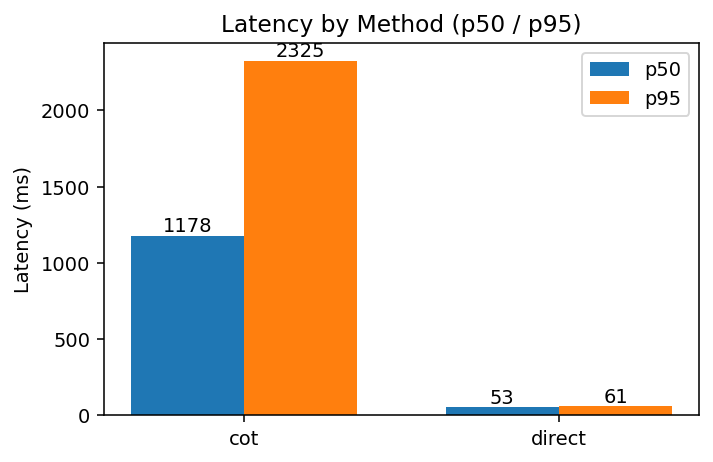 Latency by Method (p50 / p95)
p50
p95
Latency (ms)
2000
1500
1000
500
0
1178
2325
53
61
cot
direct